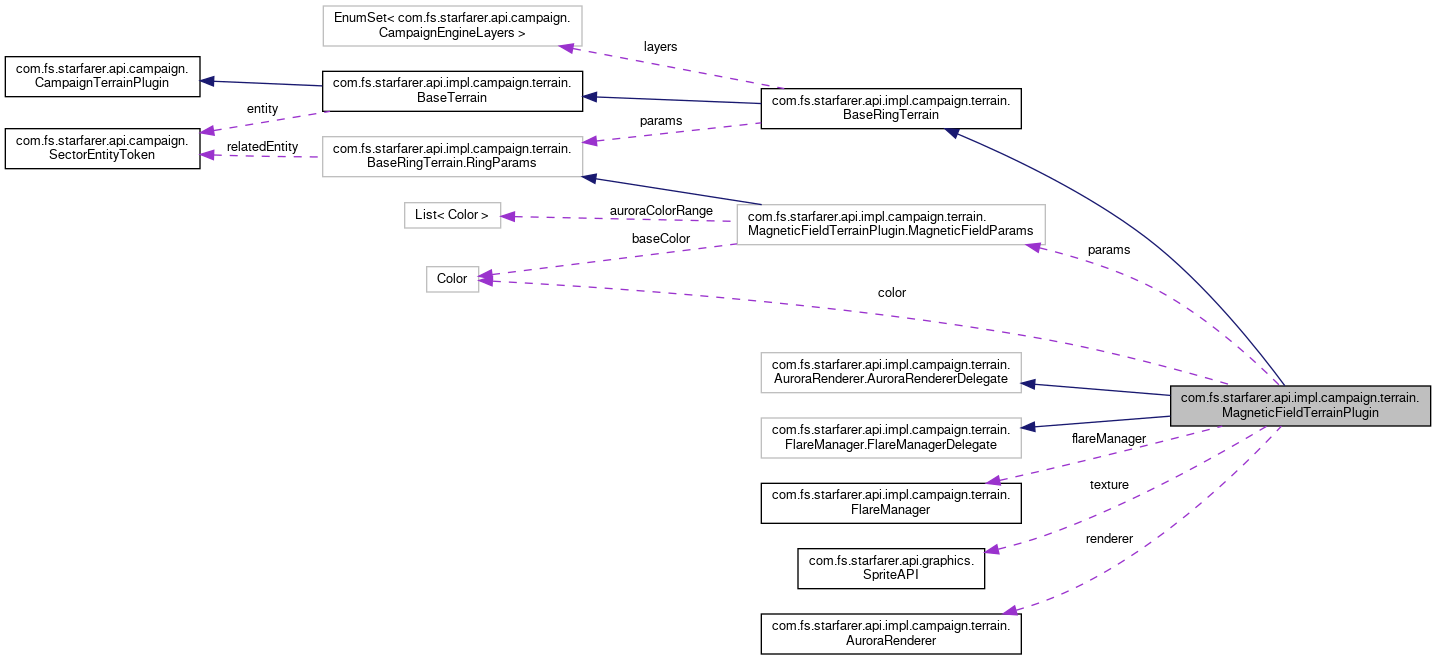 EnumSet< com.fs.starfarer.api.campaign.
CampaignEngineLayers >
layers
com.fs.starfarer.api.campaign.
CampaignTerrainPlugin
com.fs.starfarer.api.impl.campaign.terrain.
BaseTerrain
com.fs.starfarer.api.impl.campaign.terrain.
BaseRingTerrain
entity
params
com.fs.starfarer.api.campaign.
SectorEntityToken
relatedEntity
com.fs.starfarer.api.impl.campaign.terrain.
BaseRingTerrain.RingParams
List< Color >
auroraColorRange
com.fs.starfarer.api.impl.campaign.terrain.
MagneticFieldTerrainPlugin.MagneticFieldParams
baseColor
params
Color
color
com.fs.starfarer.api.impl.campaign.terrain.
AuroraRenderer.AuroraRendererDelegate
com.fs.starfarer.api.impl.campaign.terrain.
MagneticFieldTerrainPlugin
com.fs.starfarer.api.impl.campaign.terrain.
FlareManager.FlareManagerDelegate
flareManager
com.fs.starfarer.api.impl.campaign.terrain.
FlareManager
texture
com.fs.starfarer.api.graphics.
SpriteAPI
renderer
com.fs.starfarer.api.impl.campaign.terrain.
AuroraRenderer